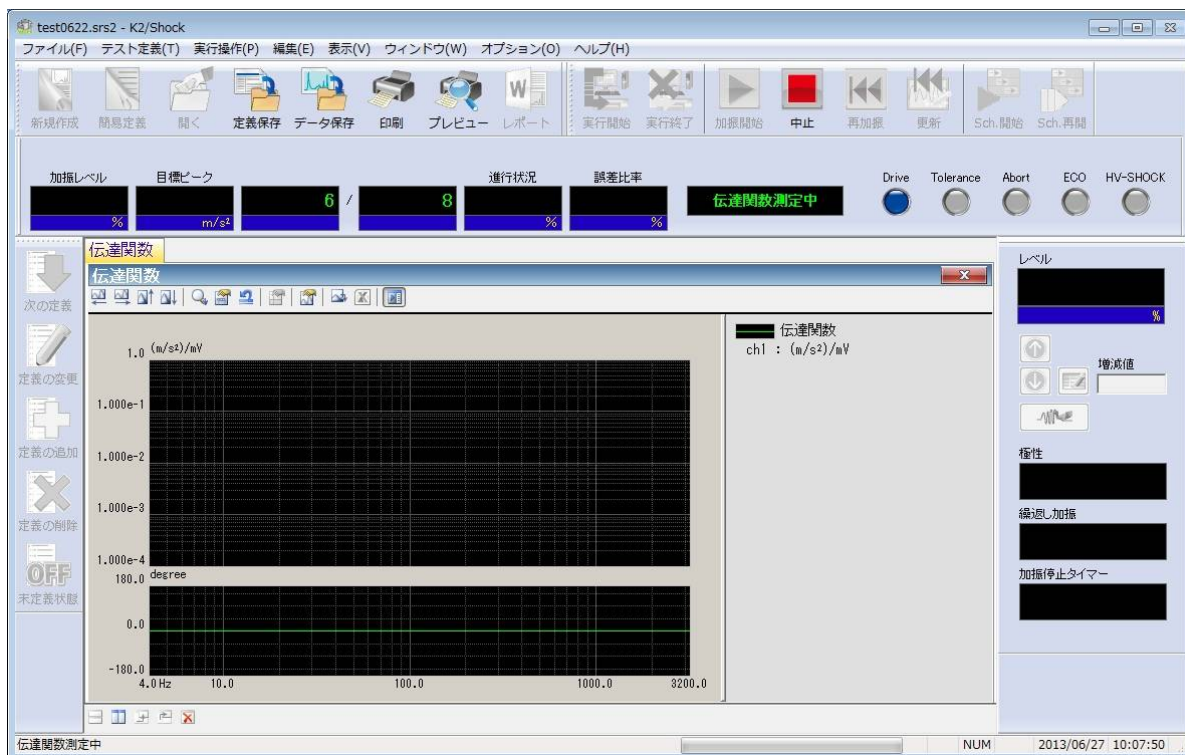 test0622.srs2 - K2/Shock
ファイル(F) テスト定義(T) 実行操作(P) 編集(E) 表示(V) ウィンドウ(W) オプション(O) ヘルプ(H)
新規作成 簡易定義 開く 定義保存 データ保存 印刷 プレビュー レポート 実行開始 実行終了 加振開始 中止 再加振 更新 Sch.開始 Sch.再開
加振レベル 目標ピーク 進行状況 誤差比率 Drive Tolerance Abort ECO HV-SHOCK
6 / 8 伝達関数測定中
% m/s² % %
伝達関数
伝達関数
次の定義
定義の変更
定義の追加
定義の削除
OFF
未定義状態
1.0 (m/s²)/mV
1.000e-1
1.000e-2
1.000e-3
1.000e-4
180.0 degree
0.0
-180.0
4.0 Hz 10.0 100.0 1000.0 3200.0
伝達関数
ch1 : (m/s²)/mV
レベル
%
増減値
極性
繰返し加振
加振停止タイマー
伝達関数測定中 NUM 2013/06/27 10:07:50